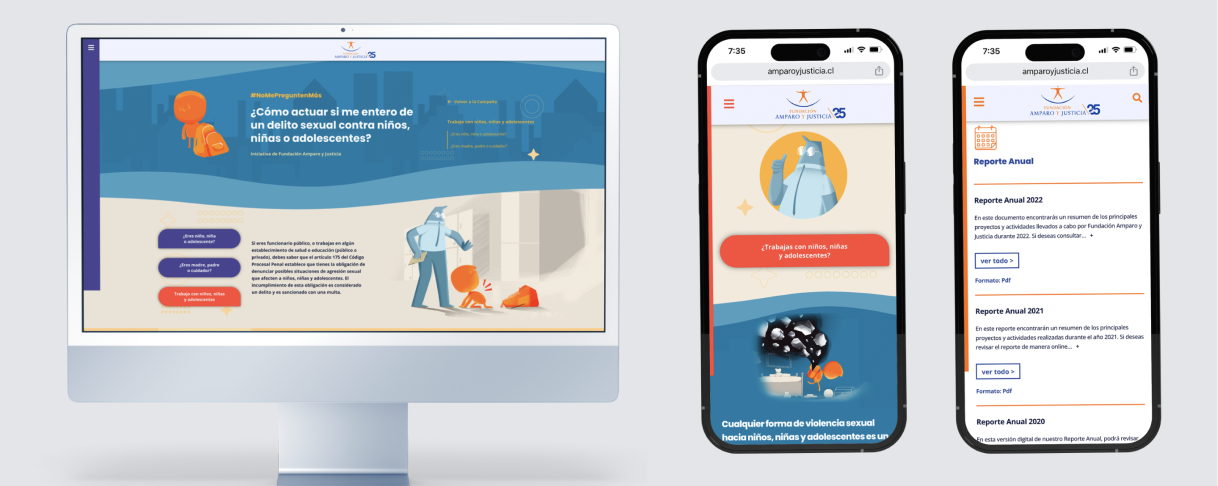 FUNDACIÓN
AMPARO Y JUSTICIA 25
#NoMePreguntenMás
¿Cómo actuar si me entero de
un delito sexual contra niños,
niñas o adolescentes?
Iniciativa de Fundación Amparo y Justicia
Volver a la Campaña
Trabajo con niños, niñas y adolescentes
¿Eres niño, niña o adolescente?
¿Eres madre, padre o cuidador?
¿Eres niño, niña
o adolescente?
¿Eres madre, padre
o cuidador?
Trabajo con niños, niñas
y adolescentes
Si eres funcionario público, o trabajas en algún
establecimiento de salud o educación (público o
privado), debes saber que el artículo 175 del Código
Procesal Penal establece que tienes la obligación de
denunciar posibles situaciones de agresión sexual
que afecten a niños, niñas y adolescentes. El
incumplimiento de esta obligación es considerado
un delito y es sancionado con una multa.
7:35
amparoyjusticia.cl
FUNDACIÓN
AMPARO Y JUSTICIA 25
¿Trabajas con niños, niñas
y adolescentes?
Cualquier forma de violencia sexual
hacia niños, niñas y adolescentes es un
7:35
amparoyjusticia.cl
FUNDACIÓN
AMPARO Y JUSTICIA 25
Reporte Anual
Reporte Anual 2022
En este documento encontrarás un resumen de los principales
proyectos y actividades llevados a cabo por Fundación Amparo y
Justicia durante 2022. Si deseas consultar... +
ver todo >
Formato: Pdf
Reporte Anual 2021
En este reporte encontrarás un resumen de los principales
proyectos y actividades realizadas durante el año 2021. Si deseas
revisar el reporte de manera online... +
ver todo >
Formato: Pdf
Reporte Anual 2020
En esta versión digital de nuestro Reporte Anual, podrá revisar